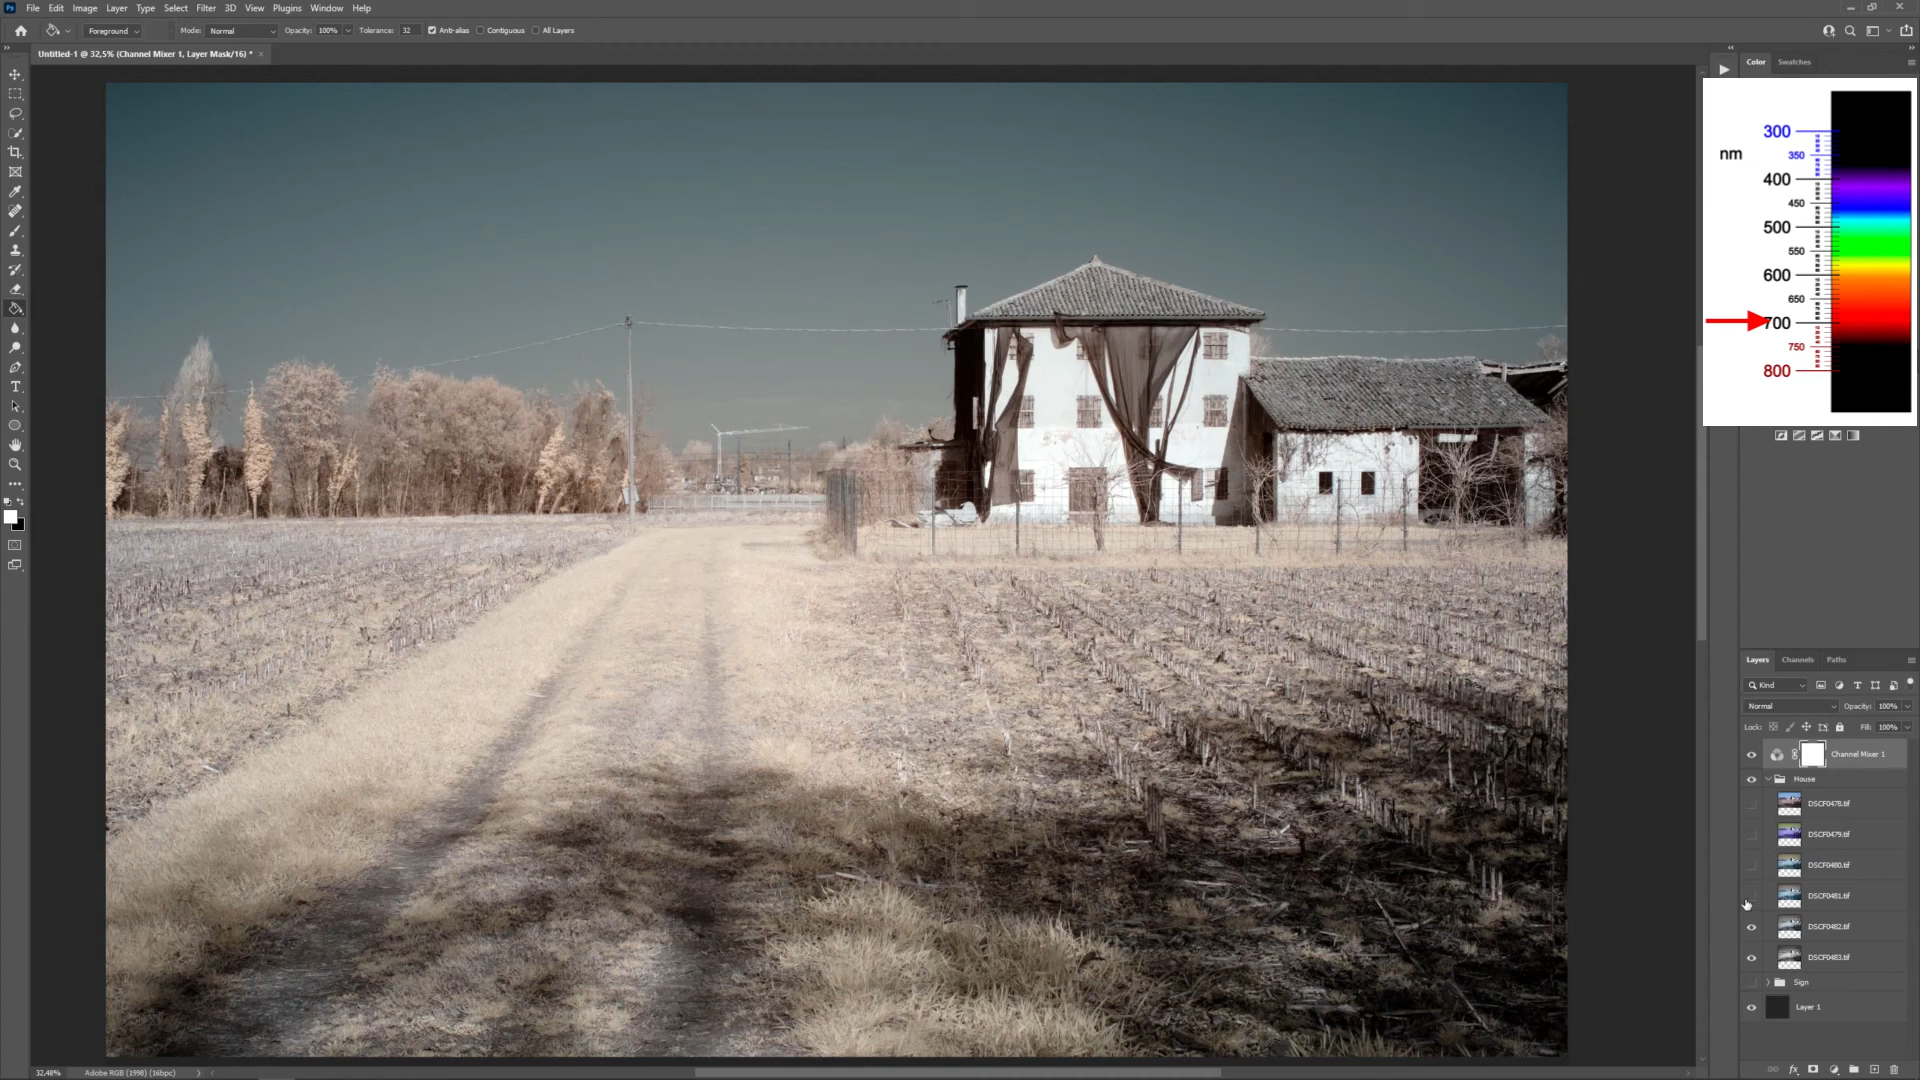 File Edit Image Layer Type Select Filter 3D View Plugins Window Help
Foreground Mode: Normal Opacity: 100% Tolerance: 32 Anti-alias Contiguous All Layers
Untitled-1 @ 32,5% (Channel Mixer 1, Layer Mask/16) *
Color Swatches
300
nm
350
400
450
500
550
600
650
700
750
800
Layers Channels Paths
Kind
Normal Opacity: 100%
Lock: Fill: 100%
Channel Mixer 1
House
DSCF0478.tif
DSCF0479.tif
DSCF0480.tif
DSCF0481.tif
DSCF0482.tif
DSCF0483.tif
Sign
Layer 1
32.48% Adobe RGB (1998) (16bpc)